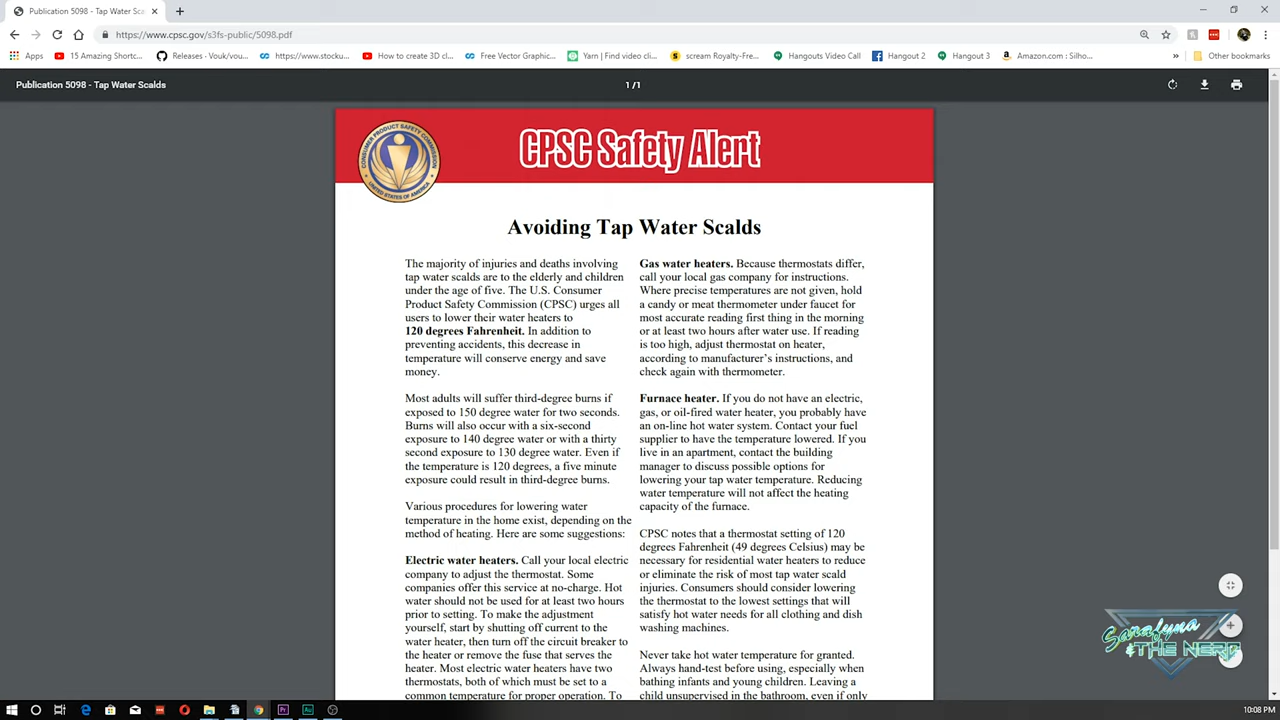 Publication 5098 - Tap Water Sc
https://www.cpsc.gov/s3fs-public/5098.pdf
Apps
15 Amazing Shortc...
Releases · Vouk/vou...
https://www.stocku...
How to create 3D cl...
Free Vector Graphic...
Yarn | Find video cli...
scream Royalty-Fre...
Hangouts Video Call
Hangout 2
Hangout 3
Amazon.com : Silho...
»
Other bookmarks
Publication 5098 - Tap Water Scalds
1 / 1
CPSC Safety Alert
CONSUMER PRODUCT SAFETY COMMISSION
UNITED STATES OF AMERICA
Avoiding Tap Water Scalds
The majority of injuries and deaths involving
tap water scalds are to the elderly and children
under the age of five. The U.S. Consumer
Product Safety Commission (CPSC) urges all
users to lower their water heaters to
120 degrees Fahrenheit. In addition to
preventing accidents, this decrease in
temperature will conserve energy and save
money.
Most adults will suffer third-degree burns if
exposed to 150 degree water for two seconds.
Burns will also occur with a six-second
exposure to 140 degree water or with a thirty
second exposure to 130 degree water. Even if
the temperature is 120 degrees, a five minute
exposure could result in third-degree burns.
Various procedures for lowering water
temperature in the home exist, depending on the
method of heating. Here are some suggestions:
Electric water heaters. Call your local electric
company to adjust the thermostat. Some
companies offer this service at no-charge. Hot
water should not be used for at least two hours
prior to setting. To make the adjustment
yourself, start by shutting off current to the
water heater, then turn off the circuit breaker to
the heater or remove the fuse that serves the
heater. Most electric water heaters have two
thermostats, both of which must be set to a
common temperature for proper operation. To
Gas water heaters. Because thermostats differ,
call your local gas company for instructions.
Where precise temperatures are not given, hold
a candy or meat thermometer under faucet for
most accurate reading first thing in the morning
or at least two hours after water use. If reading
is too high, adjust thermostat on heater,
according to manufacturer's instructions, and
check again with thermometer.
Furnace heater. If you do not have an electric,
gas, or oil-fired water heater, you probably have
an on-line hot water system. Contact your fuel
supplier to have the temperature lowered. If you
live in an apartment, contact the building
manager to discuss possible options for
lowering your tap water temperature. Reducing
water temperature will not affect the heating
capacity of the furnace.
CPSC notes that a thermostat setting of 120
degrees Fahrenheit (49 degrees Celsius) may be
necessary for residential water heaters to reduce
or eliminate the risk of most tap water scald
injuries. Consumers should consider lowering
the thermostat to the lowest settings that will
satisfy hot water needs for all clothing and dish
washing machines.
Never take hot water temperature for granted.
Always hand-test before using, especially when
bathing infants and young children. Leaving a
child unsupervised in the bathroom, even if only
Saralyna
& THE NERD
10:08 PM